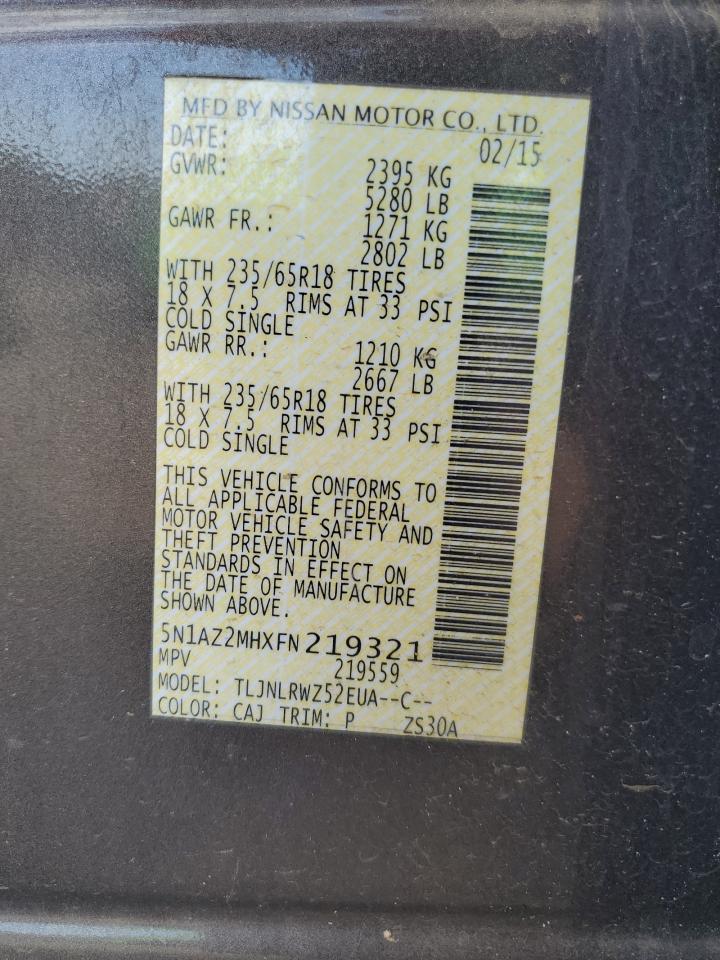 MFD BY NISSAN MOTOR CO., LTD.
DATE: 02/15
GVWR: 2395 KG
5280 LB
GAWR FR.: 1271 KG
2802 LB
WITH 235/65R18 TIRES
18 X 7.5 RIMS AT 33 PSI
COLD SINGLE
GAWR RR.: 1210 KG
2667 LB
WITH 235/65R18 TIRES
18 X 7.5 RIMS AT 33 PSI
COLD SINGLE
THIS VEHICLE CONFORMS TO
ALL APPLICABLE FEDERAL
MOTOR VEHICLE SAFETY AND
THEFT PREVENTION
STANDARDS IN EFFECT ON
THE DATE OF MANUFACTURE
SHOWN ABOVE.
5N1AZ2MHXFN219321
MPV 219559
MODEL: TLJNLRWZ52EUA--C--
COLOR: CAJ TRIM: P ZS30A